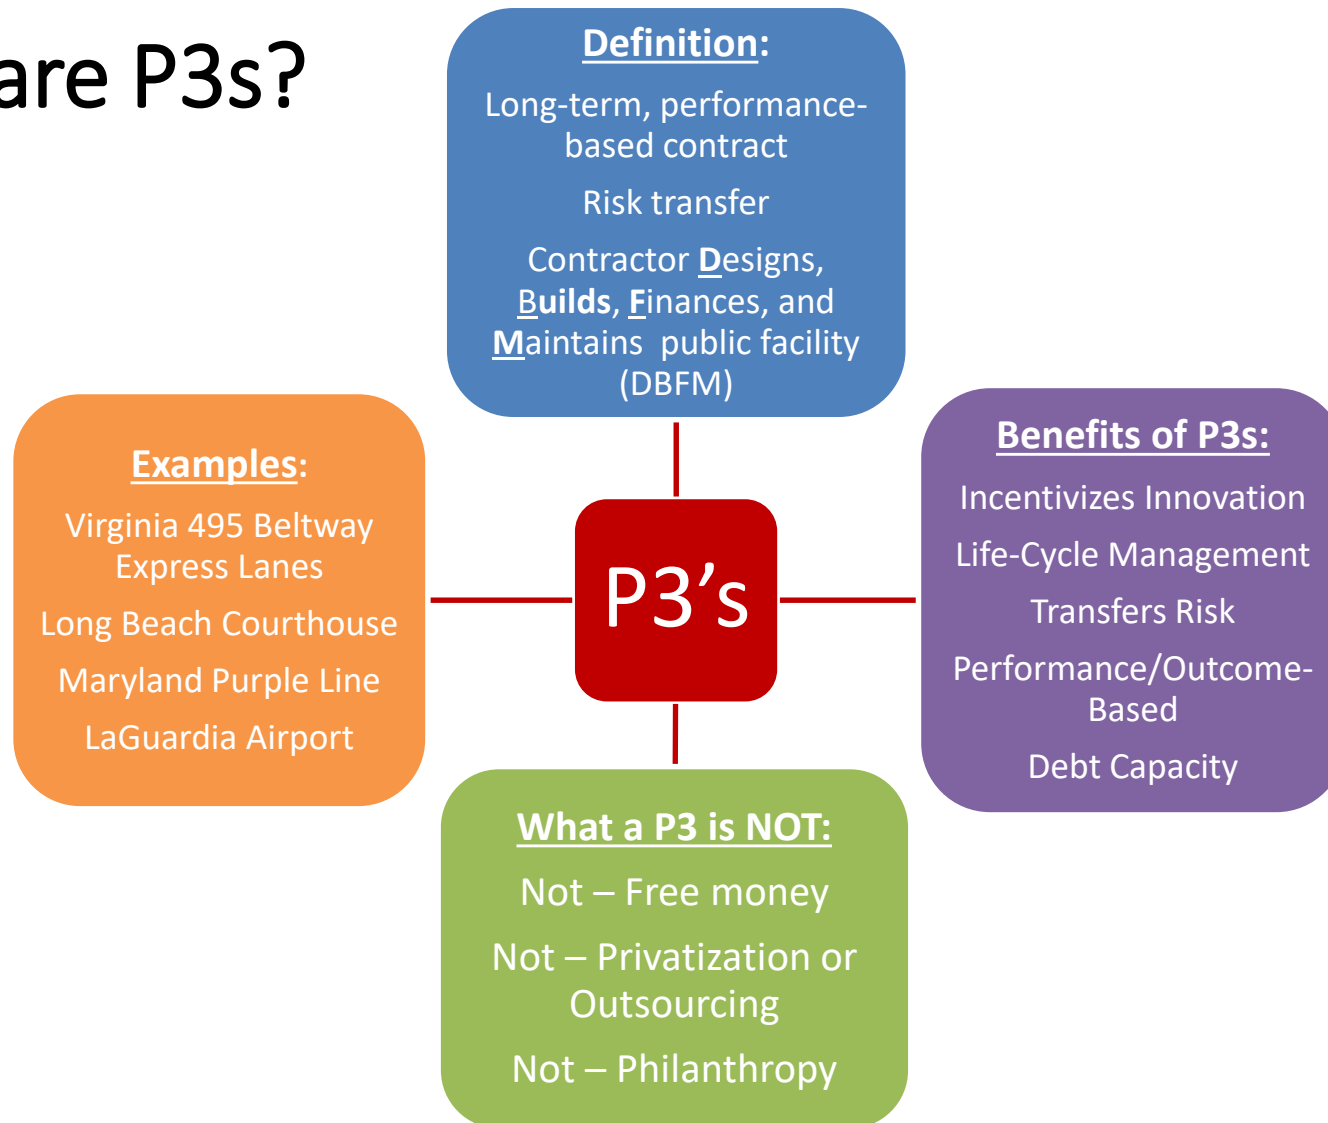 are P3s?
Definition:
Long-term, performance-
based contract
Risk transfer
Contractor Designs,
Builds, Finances, and
Maintains public facility
(DBFM)
Examples:
Virginia 495 Beltway
Express Lanes
Long Beach Courthouse
Maryland Purple Line
LaGuardia Airport
P3's
Benefits of P3s:
Incentivizes Innovation
Life-Cycle Management
Transfers Risk
Performance/Outcome-
Based
Debt Capacity
What a P3 is NOT:
Not – Free money
Not – Privatization or
Outsourcing
Not – Philanthropy